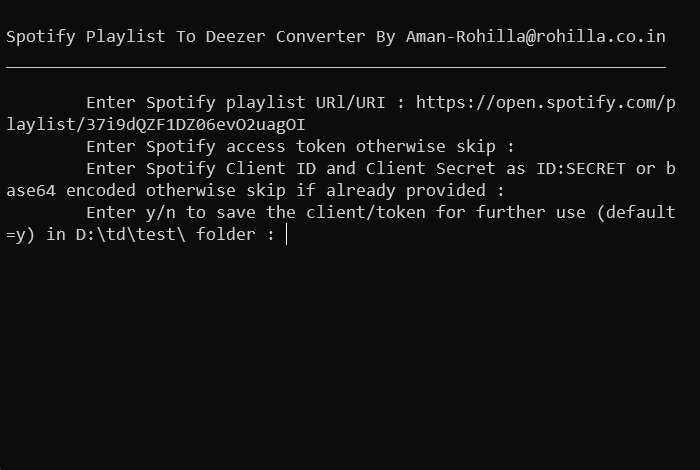 Spotify Playlist To Deezer Converter By Aman-Rohilla@rohilla.co.in
__________________________________________________________________
Enter Spotify playlist URl/URI : https://open.spotify.com/p
laylist/37i9dQZF1DZ06evO2uagOI
Enter Spotify access token otherwise skip :
Enter Spotify Client ID and Client Secret as ID:SECRET or b
ase64 encoded otherwise skip if already provided :
Enter y/n to save the client/token for further use (default
=y) in D:\td\test\ folder :